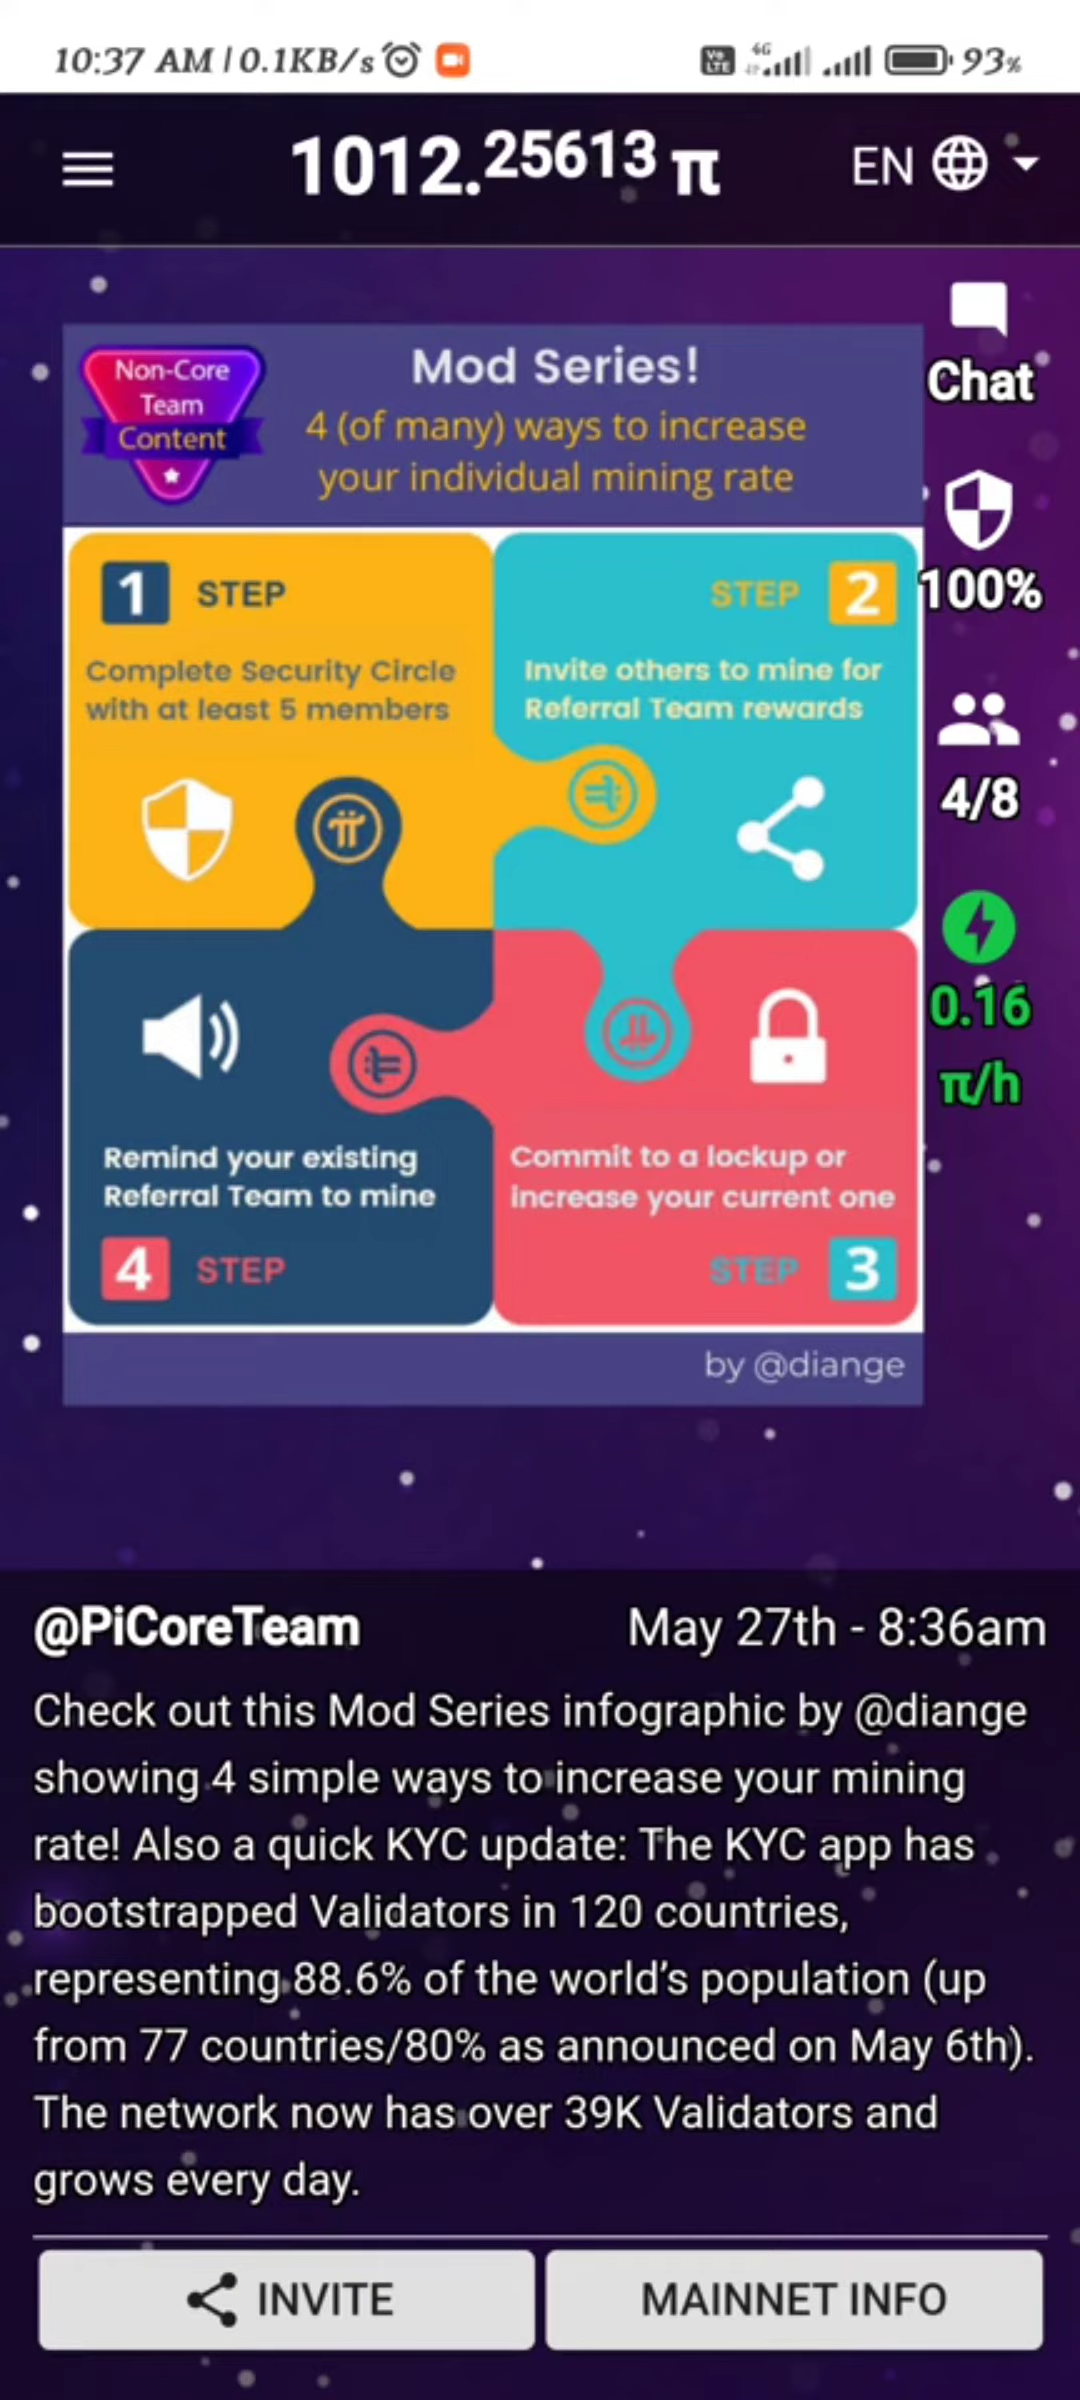 10:37 AM | 0.1KB/s
Vo LTE 4G 93%
1012.25613 π
EN
Chat
100%
4/8
0.16
π/h
Non-Core
Team
Content
Mod Series!
4 (of many) ways to increase
your individual mining rate
1 STEP
Complete Security Circle
with at least 5 members
STEP 2
Invite others to mine for
Referral Team rewards
Remind your existing
Referral Team to mine
4 STEP
Commit to a lockup or
increase your current one
STEP 3
by @diange
@PiCoreTeam May 27th - 8:36am
Check out this Mod Series infographic by @diange
showing 4 simple ways to increase your mining
rate! Also a quick KYC update: The KYC app has
bootstrapped Validators in 120 countries,
representing 88.6% of the world’s population (up
from 77 countries/80% as announced on May 6th).
The network now has over 39K Validators and
grows every day.
INVITE
MAINNET INFO